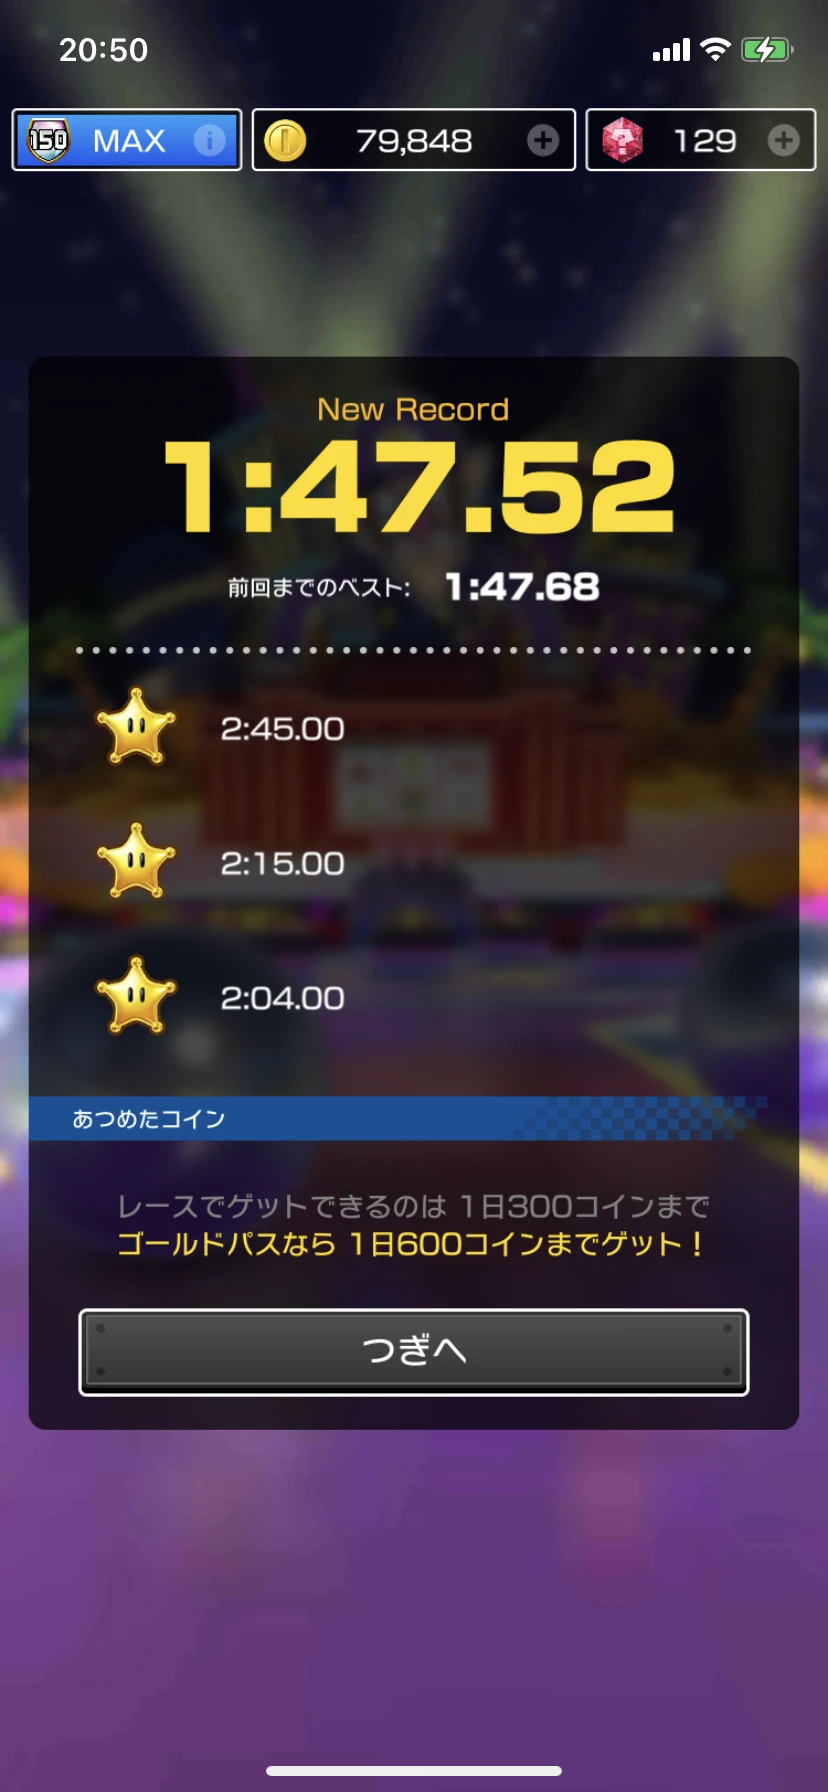 20:50
150 MAX i 79,848 129
New Record
1:47.52
前回までのベスト: 1:47.68
2:45.00
2:15.00
2:04.00
あつめたコイン
レースでゲットできるのは 1日300コインまで
ゴールドパスなら 1日600コインまでゲット！
つぎへ